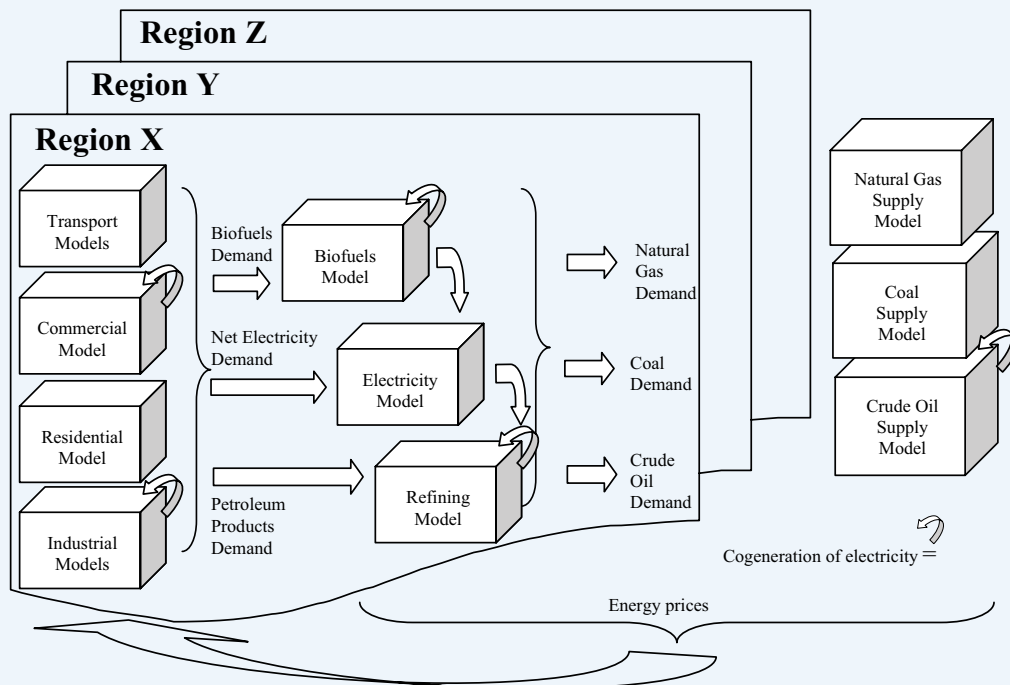 Region Z
Region Y
Region X
Transport
Models
Commercial
Model
Residential
Model
Industrial
Models
Biofuels
Demand
Net Electricity
Demand
Petroleum
Products
Demand
Biofuels
Model
Electricity
Model
Refining
Model
Natural
Gas
Demand
Coal
Demand
Crude
Oil
Demand
Natural Gas
Supply
Model
Coal
Supply
Model
Crude Oil
Supply
Model
Cogeneration of electricity =
Energy prices